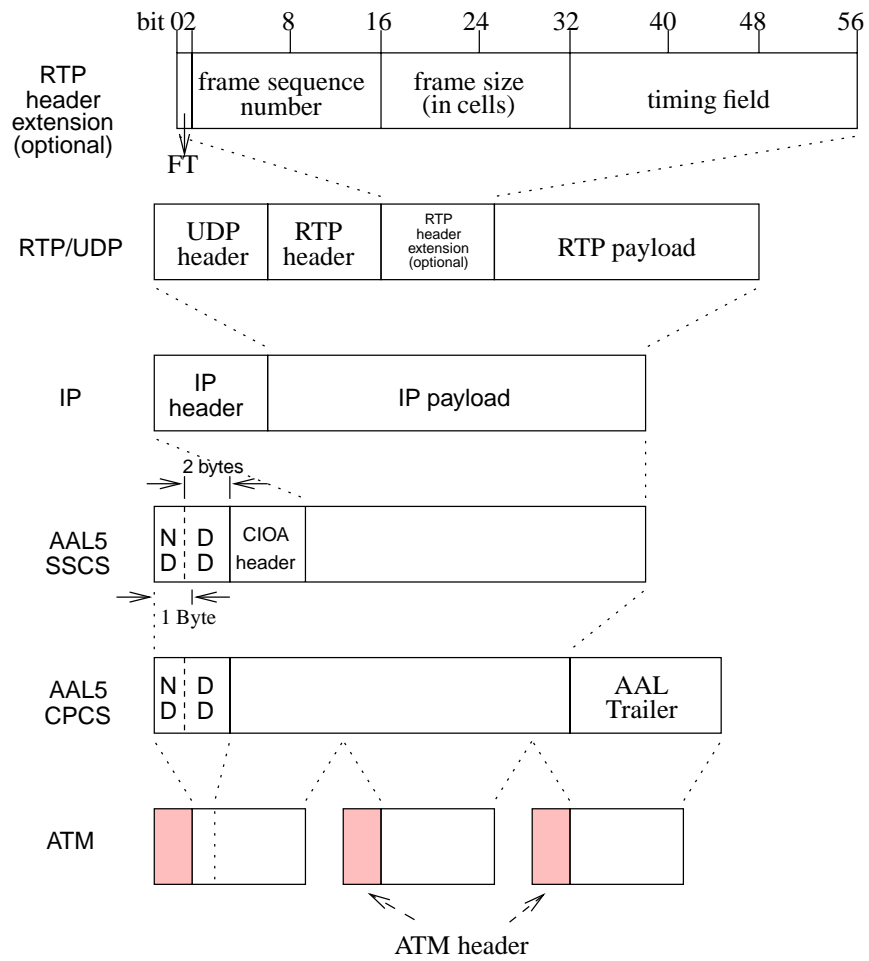 bit 02 8 16 24 32 40 48 56
RTP
header
extension
(optional)
frame sequence
number
frame size
(in cells)
timing field
FT
RTP/UDP
UDP
header
RTP
header
RTP
header
extension
(optional)
RTP payload
IP
IP
header
IP payload
2 bytes
AAL5
SSCS
N
D
D
D
CIOA
header
1 Byte
AAL5
CPCS
N
D
D
D
AAL
Trailer
ATM
ATM header